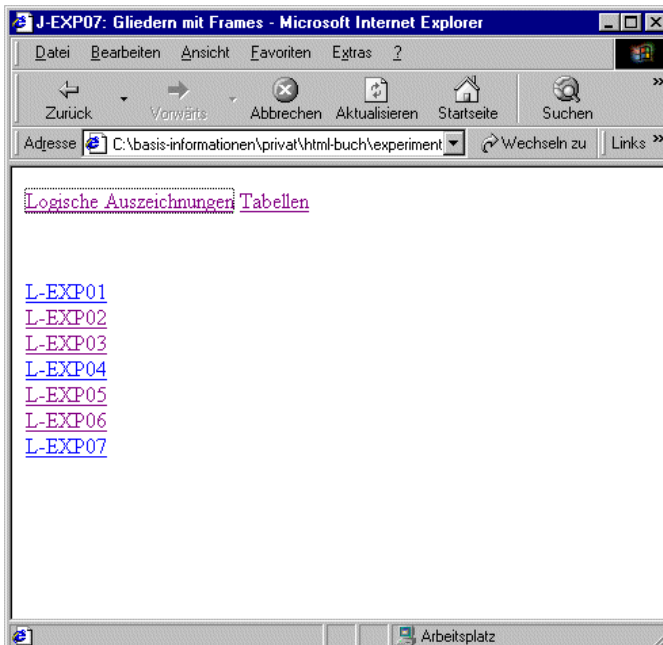 J-EXP07: Gliedern mit Frames - Microsoft Internet Explorer
Datei Bearbeiten Ansicht Favoriten Extras ?
Zurück Vorwärts Abbrechen Aktualisieren Startseite Suchen »
Adresse C:\basis-informationen\privat\html-buch\experiment Wechseln zu Links »
Logische Auszeichnungen Tabellen
L-EXP01
L-EXP02
L-EXP03
L-EXP04
L-EXP05
L-EXP06
L-EXP07
Arbeitsplatz